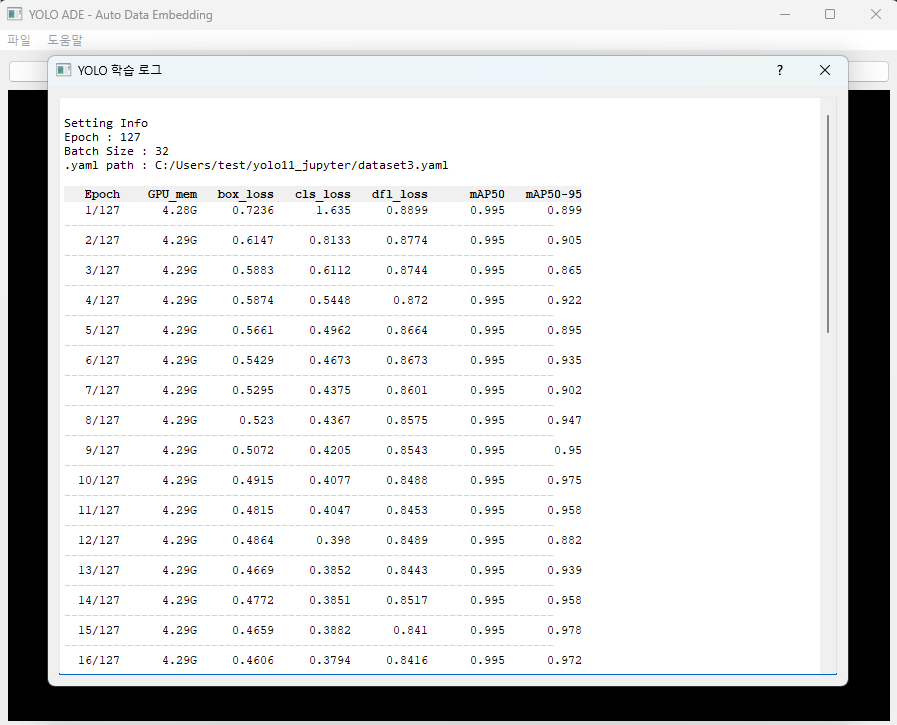 YOLO ADE - Auto Data Embedding
파일 도움말
YOLO 학습 로그 ?
Setting Info
Epoch : 127
Batch Size : 32
.yaml path : C:/Users/test/yolo11_jupyter/dataset3.yaml
Epoch GPU_mem box_loss cls_loss dfl_loss mAP50 mAP50-95
1/127 4.28G 0.7236 1.635 0.8899 0.995 0.899
2/127 4.29G 0.6147 0.8133 0.8774 0.995 0.905
3/127 4.29G 0.5883 0.6112 0.8744 0.995 0.865
4/127 4.29G 0.5874 0.5448 0.872 0.995 0.922
5/127 4.29G 0.5661 0.4962 0.8664 0.995 0.895
6/127 4.29G 0.5429 0.4673 0.8673 0.995 0.935
7/127 4.29G 0.5295 0.4375 0.8601 0.995 0.902
8/127 4.29G 0.523 0.4367 0.8575 0.995 0.947
9/127 4.29G 0.5072 0.4205 0.8543 0.995 0.95
10/127 4.29G 0.4915 0.4077 0.8488 0.995 0.975
11/127 4.29G 0.4815 0.4047 0.8453 0.995 0.958
12/127 4.29G 0.4864 0.398 0.8489 0.995 0.882
13/127 4.29G 0.4669 0.3852 0.8443 0.995 0.939
14/127 4.29G 0.4772 0.3851 0.8517 0.995 0.958
15/127 4.29G 0.4659 0.3882 0.841 0.995 0.978
16/127 4.29G 0.4606 0.3794 0.8416 0.995 0.972